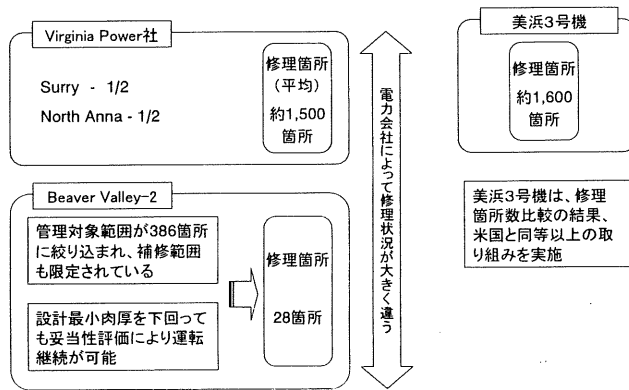 Virginia Power社
Surry - 1/2
North Anna - 1/2
修理箇所
(平均)
約1,500
箇所
Beaver Valley-2
管理対象範囲が386箇所
に絞り込まれ、補修範囲
も限定されている
設計最小肉厚を下回って
も妥当性評価により運転
継続が可能
修理箇所
28箇所
電力会社によって修理状況が大きく違う
美浜3号機
修理箇所
約1,600
箇所
美浜3号機は、修理
箇所数比較の結果、
米国と同等以上の取
り組みを実施